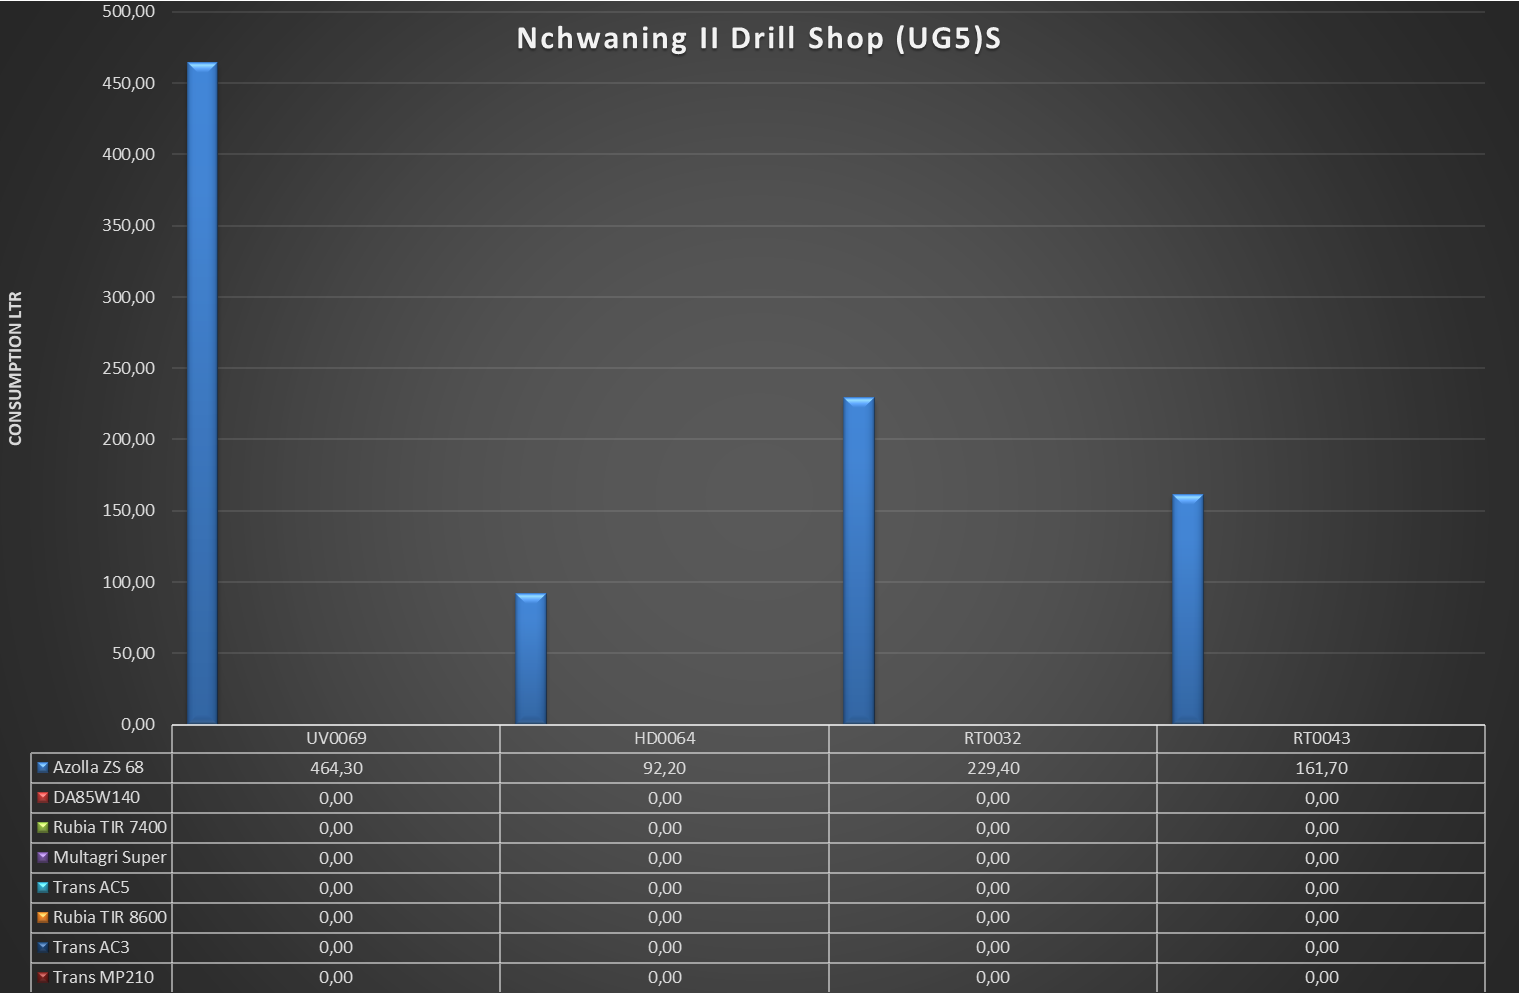 Nchwaning II Drill Shop (UG5)S
CONSUMPTION LTR
500,00
450,00
400,00
350,00
300,00
250,00
200,00
150,00
100,00
50,00
0,00
UV0069 HD0064 RT0032 RT0043
Azolla ZS 68 464,30 92,20 229,40 161,70
DA85W140 0,00 0,00 0,00 0,00
Rubia TIR 7400 0,00 0,00 0,00 0,00
Multagri Super 0,00 0,00 0,00 0,00
Trans AC5 0,00 0,00 0,00 0,00
Rubia TIR 8600 0,00 0,00 0,00 0,00
Trans AC3 0,00 0,00 0,00 0,00
Trans MP210 0,00 0,00 0,00 0,00